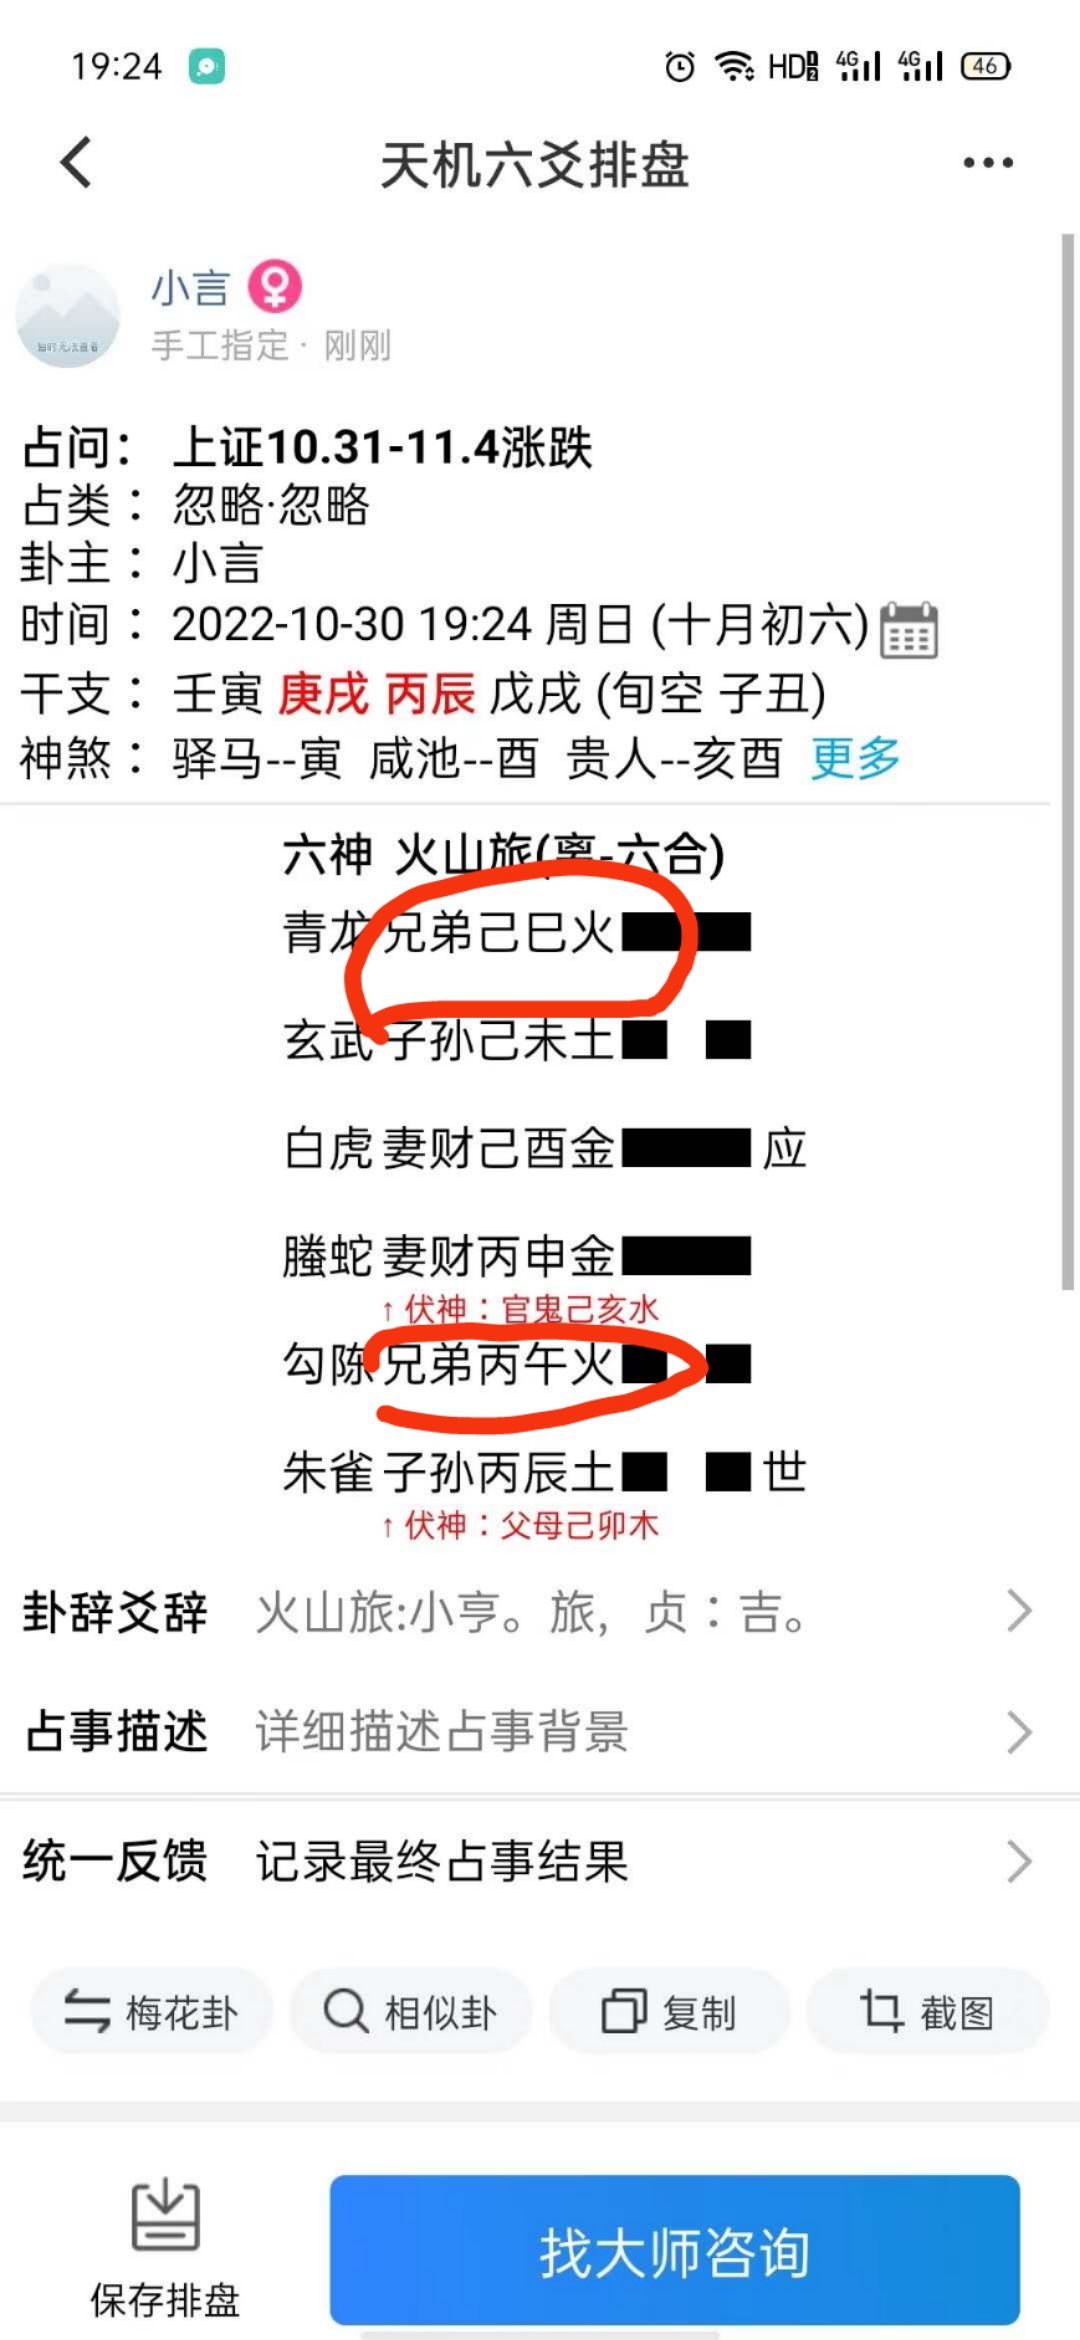 19:24 HD 4G 4G 46
天机六爻排盘
小言
暂时无法查看
手工指定 · 刚刚
占问： 上证10.31-11.4涨跌
占类： 忽略·忽略
卦主： 小言
时间： 2022-10-30 19:24 周日 (十月初六)
干支： 壬寅 庚戌 丙辰 戊戌 (旬空 子丑)
神煞： 驿马--寅 咸池--酉 贵人--亥酉 更多
六神 火山旅(离-六合)
青龙 兄弟己巳火
玄武 子孙己未土
白虎 妻财己酉金 应
螣蛇 妻财丙申金
↑ 伏神：官鬼己亥水
勾陈 兄弟丙午火
朱雀 子孙丙辰土 世
↑ 伏神：父母己卯木
卦辞爻辞 火山旅:小亨。旅，贞：吉。
占事描述 详细描述占事背景
统一反馈 记录最终占事结果
梅花卦 相似卦 复制 截图
保存排盘 找大师咨询